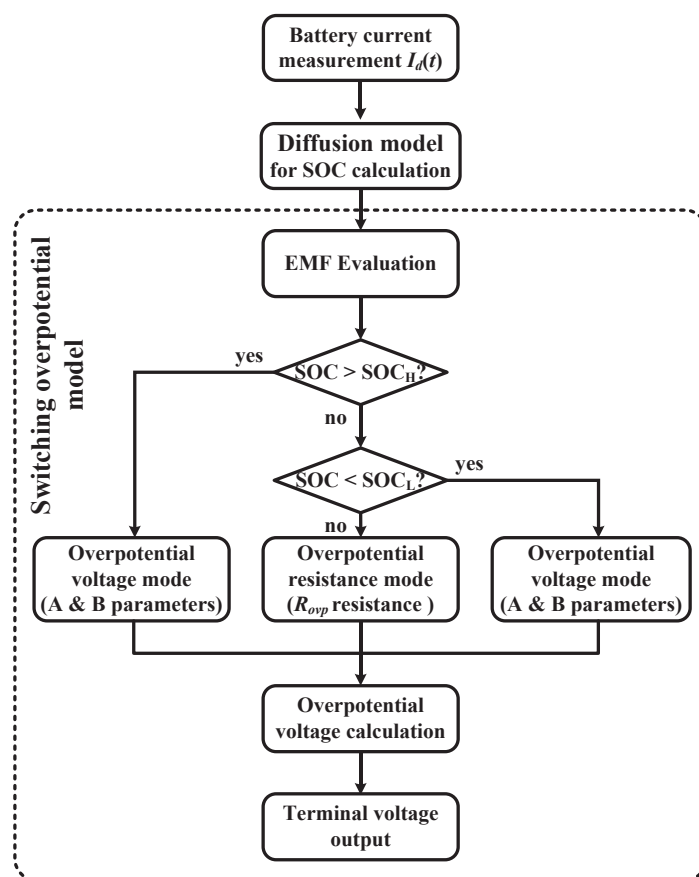 Battery current
measurement I_d(t)
Diffusion model
for SOC calculation
Switching overpotential
model
EMF Evaluation
SOC > SOC_H?
yes
no
SOC < SOC_L?
yes
no
Overpotential
voltage mode
(A & B parameters)
Overpotential
resistance mode
(R_ovp resistance )
Overpotential
voltage mode
(A & B parameters)
Overpotential
voltage calculation
Terminal voltage
output